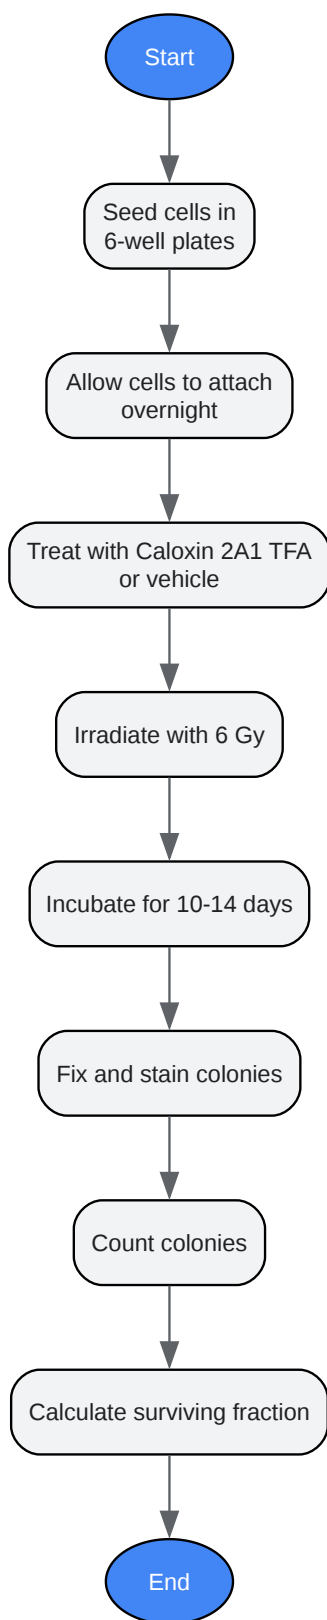 Start
Seed cells in
6-well plates
Allow cells to attach
overnight
Treat with Caloxin 2A1 TFA
or vehicle
Irradiate with 6 Gy
Incubate for 10-14 days
Fix and stain colonies
Count colonies
Calculate surviving fraction
End